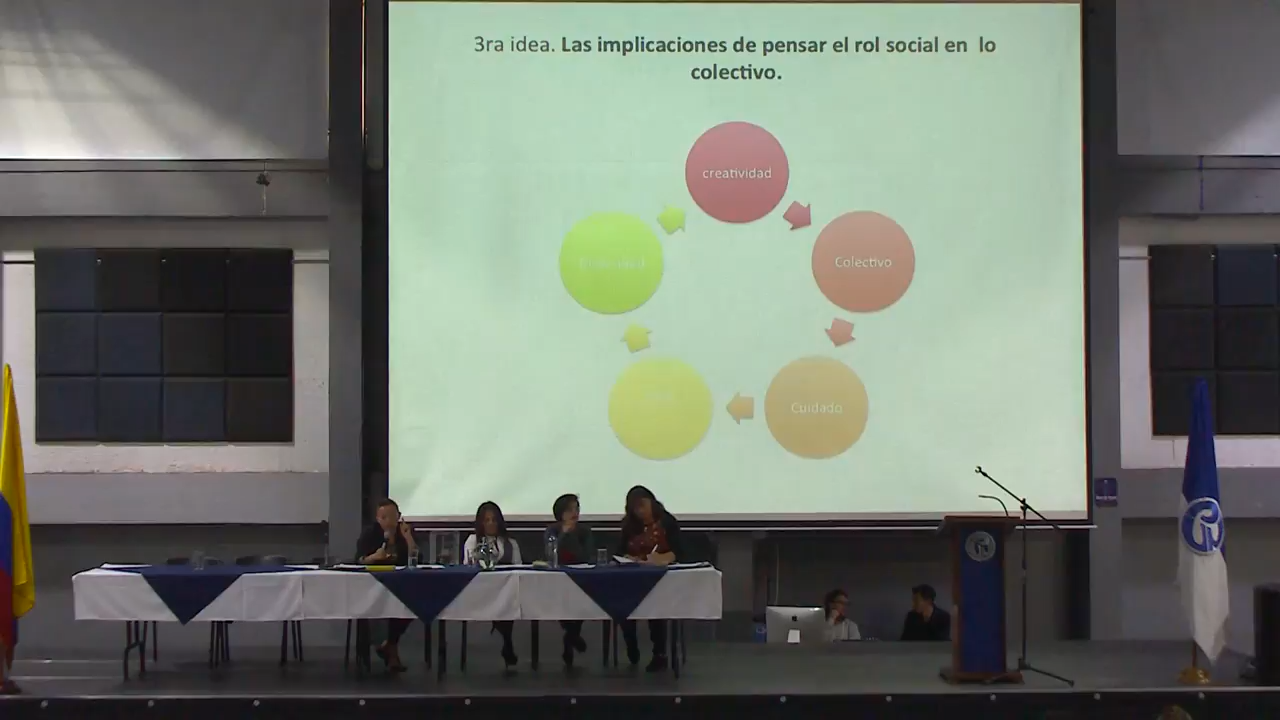 3ra idea. Las implicaciones de pensar el rol social en lo
colectivo.
creatividad
Colectivo
Cuidado